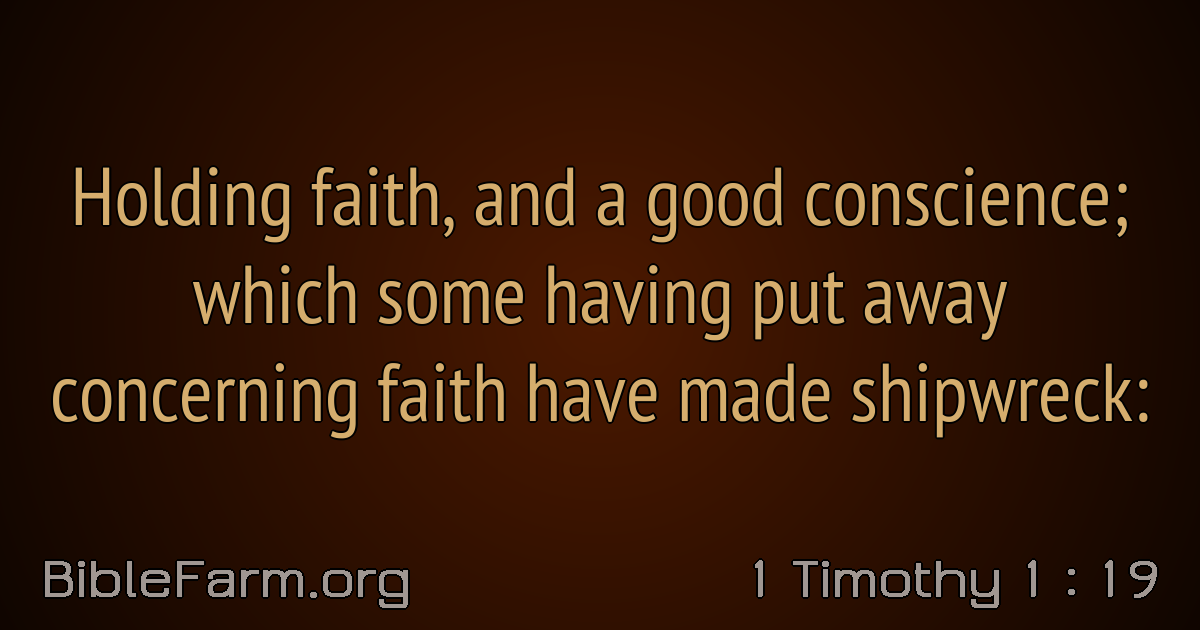 Holding faith, and a good conscience;
which some having put away
concerning faith have made shipwreck:
BibleFarm.org
1 Timothy 1 : 19